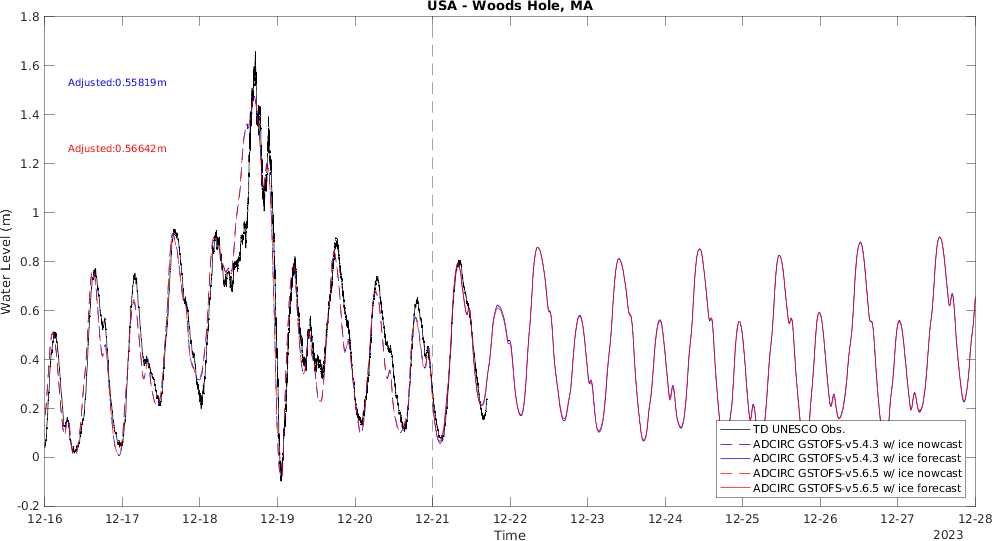 USA - Woods Hole, MA
1.8
1.6
1.4
1.2
1
0.8
0.6
0.4
0.2
0
-0.2
Water Level (m)
Adjusted:0.55819m
Adjusted:0.56642m
TD UNESCO Obs.
ADCIRC GSTOFS-v5.4.3 w/ ice nowcast
ADCIRC GSTOFS-v5.4.3 w/ ice forecast
ADCIRC GSTOFS-v5.6.5 w/ ice nowcast
ADCIRC GSTOFS-v5.6.5 w/ ice forecast
12-16 12-17 12-18 12-19 12-20 12-21 12-22 12-23 12-24 12-25 12-26 12-27 12-28
Time
2023